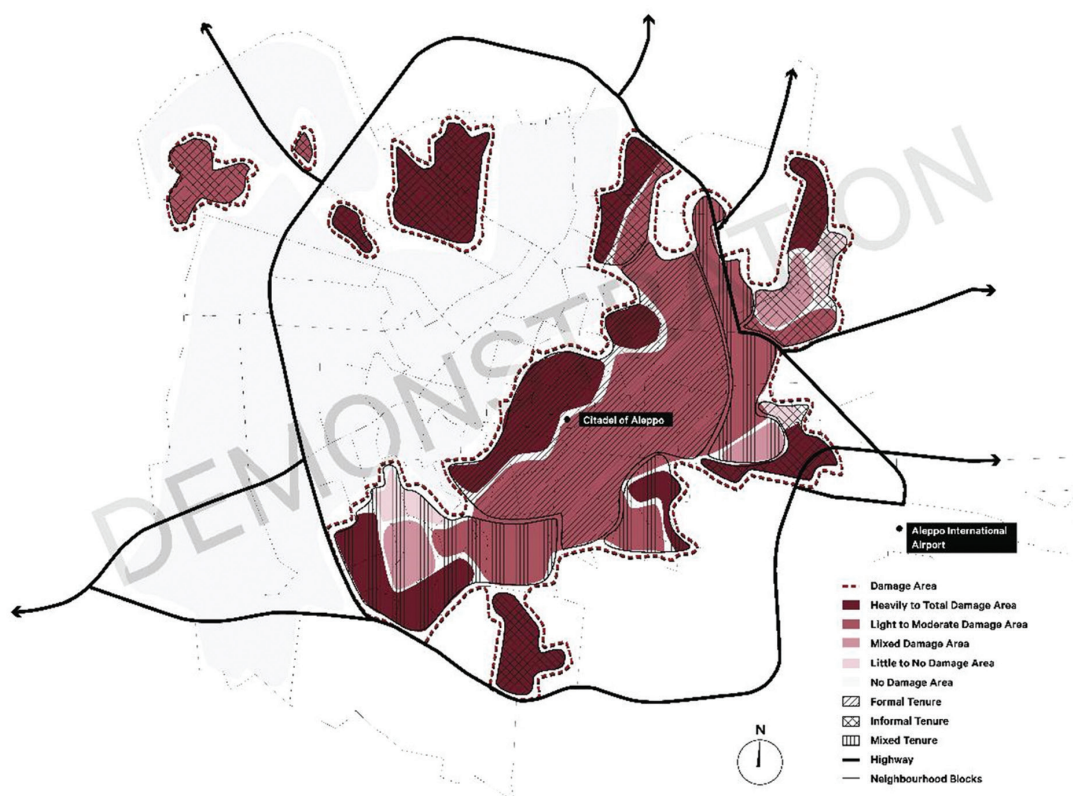 DEMONSTRATION
Citadel of Aleppo
Aleppo International
Airport
Damage Area
Heavily to Total Damage Area
Light to Moderate Damage Area
Mixed Damage Area
Little to No Damage Area
No Damage Area
Formal Tenure
Informal Tenure
Mixed Tenure
Highway
Neighbourhood Blocks
N